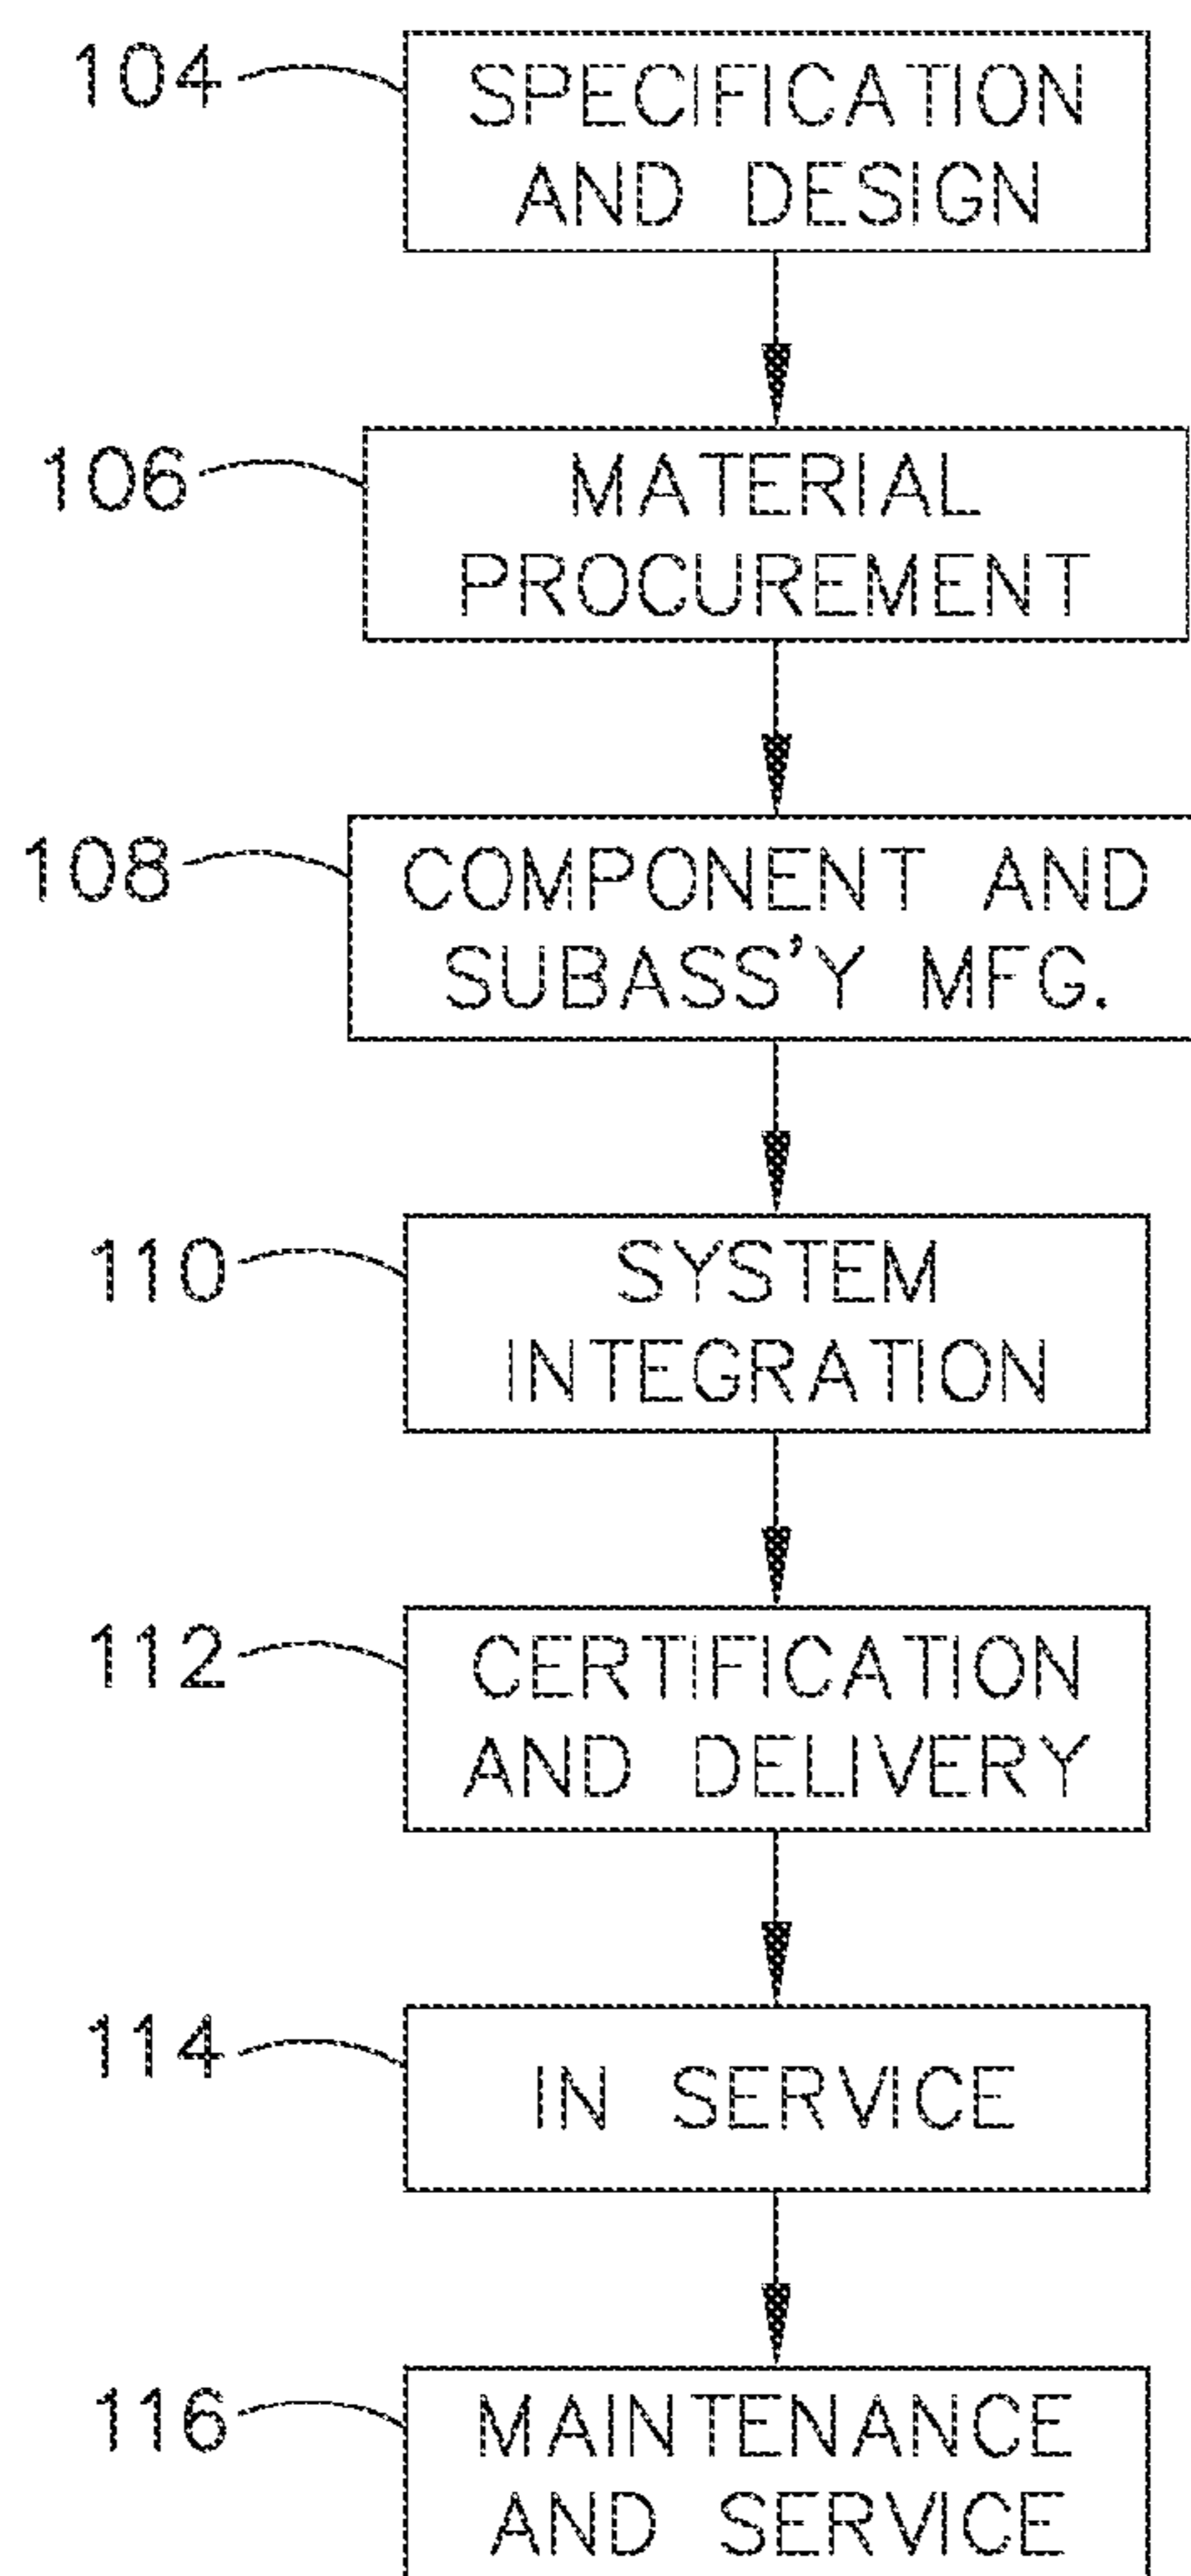 104
SPECIFICATION
AND DESIGN
106
MATERIAL
PROCUREMENT
108
COMPONENT AND
SUBASS'Y MFG.
110
SYSTEM
INTEGRATION
112
CERTIFICATION
AND DELIVERY
114
IN SERVICE
116
MAINTENANCE
AND SERVICE